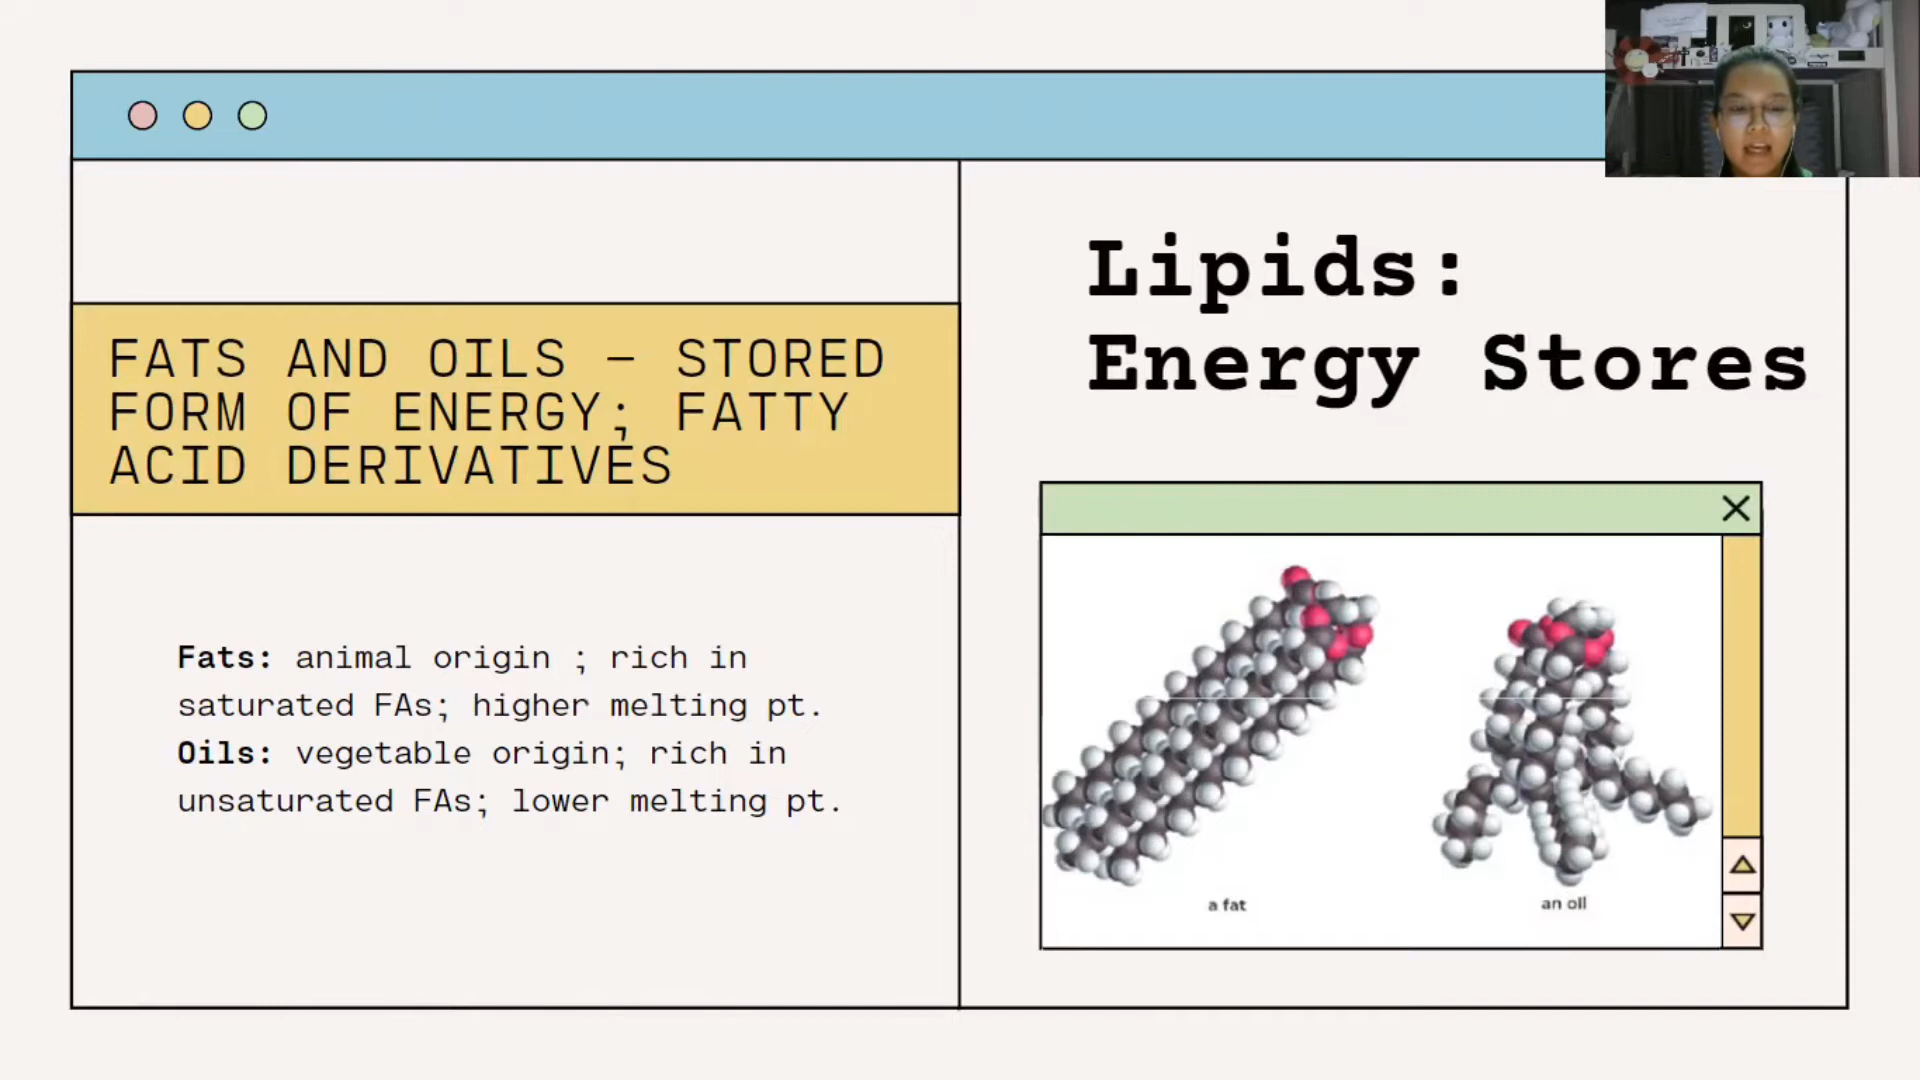 FATS AND OILS – STORED
FORM OF ENERGY; FATTY
ACID DERIVATIVES
Fats: animal origin ; rich in
saturated FAs; higher melting pt.
Oils: vegetable origin; rich in
unsaturated FAs; lower melting pt.
Lipids:
Energy Stores
a fat
an oil